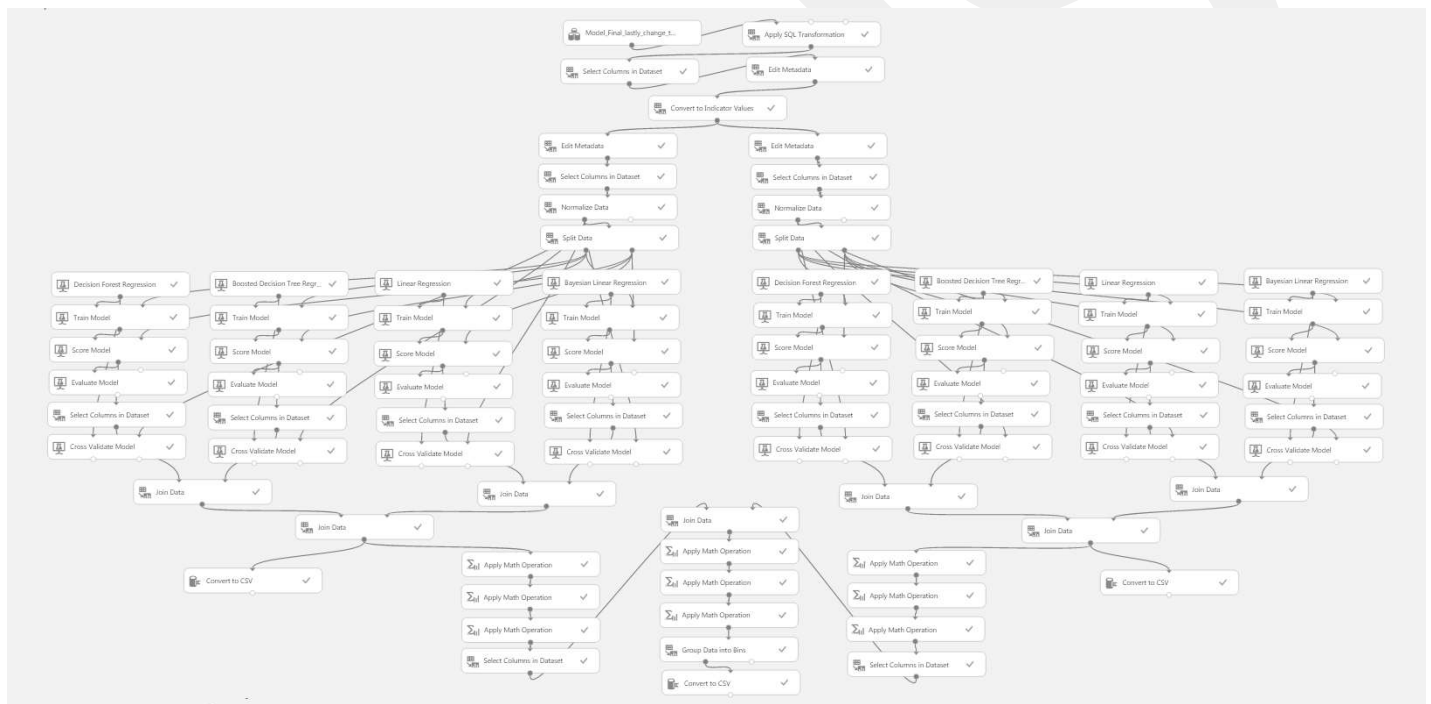 Model_Final_lastly_change_t...
Apply SQL Transformation
Select Columns in Dataset
Edit Metadata
Convert to Indicator Values
Edit Metadata
Edit Metadata
Select Columns in Dataset
Select Columns in Dataset
Normalize Data
Normalize Data
Split Data
Split Data
Decision Forest Regression
Boosted Decision Tree Regr...
Linear Regression
Bayesian Linear Regression
Decision Forest Regression
Boosted Decision Tree Regr...
Linear Regression
Bayesian Linear Regression
Train Model
Train Model
Train Model
Train Model
Train Model
Train Model
Train Model
Train Model
Score Model
Score Model
Score Model
Score Model
Score Model
Score Model
Score Model
Score Model
Evaluate Model
Evaluate Model
Evaluate Model
Evaluate Model
Evaluate Model
Evaluate Model
Evaluate Model
Evaluate Model
Select Columns in Dataset
Select Columns in Dataset
Select Columns in Dataset
Select Columns in Dataset
Select Columns in Dataset
Select Columns in Dataset
Select Columns in Dataset
Select Columns in Dataset
Cross Validate Model
Cross Validate Model
Cross Validate Model
Cross Validate Model
Cross Validate Model
Cross Validate Model
Cross Validate Model
Cross Validate Model
Join Data
Join Data
Join Data
Join Data
Join Data
Join Data
Join Data
Convert to CSV
Apply Math Operation
Apply Math Operation
Apply Math Operation
Convert to CSV
Apply Math Operation
Apply Math Operation
Apply Math Operation
Apply Math Operation
Apply Math Operation
Apply Math Operation
Select Columns in Dataset
Group Data into Bins
Select Columns in Dataset
Convert to CSV